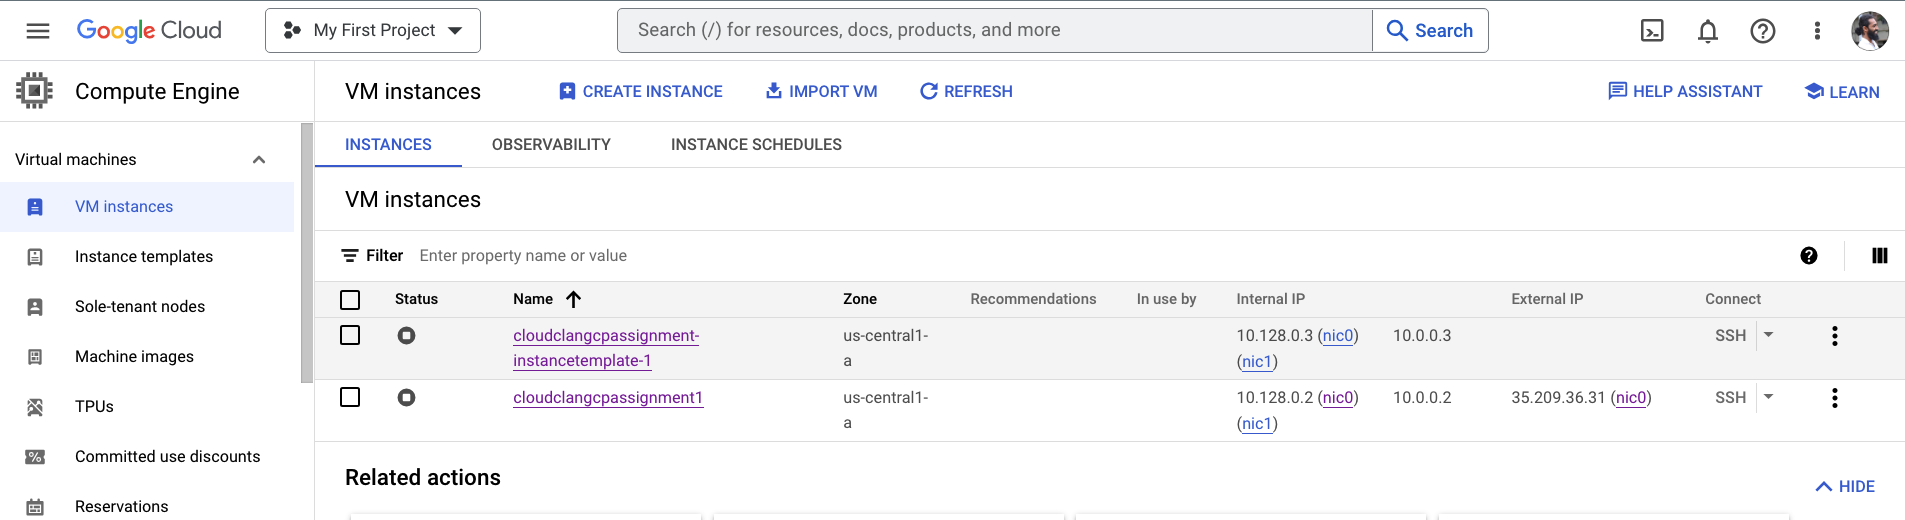 Google Cloud
My First Project
Search (/) for resources, docs, products, and more
Search
Compute Engine
VM instances
CREATE INSTANCE
IMPORT VM
REFRESH
HELP ASSISTANT
LEARN
Virtual machines
VM instances
Instance templates
Sole-tenant nodes
Machine images
TPUs
Committed use discounts
Reservations
INSTANCES
OBSERVABILITY
INSTANCE SCHEDULES
VM instances
Filter Enter property name or value
Status Name Zone Recommendations In use by Internal IP External IP Connect
cloudclangcpassignment- us-central1- 10.128.0.3 (nic0) 10.0.0.3 SSH
instancetemplate-1 a (nic1)
cloudclangcpassignment1 us-central1- 10.128.0.2 (nic0) 10.0.0.2 35.209.36.31 (nic0) SSH
a (nic1)
Related actions
HIDE